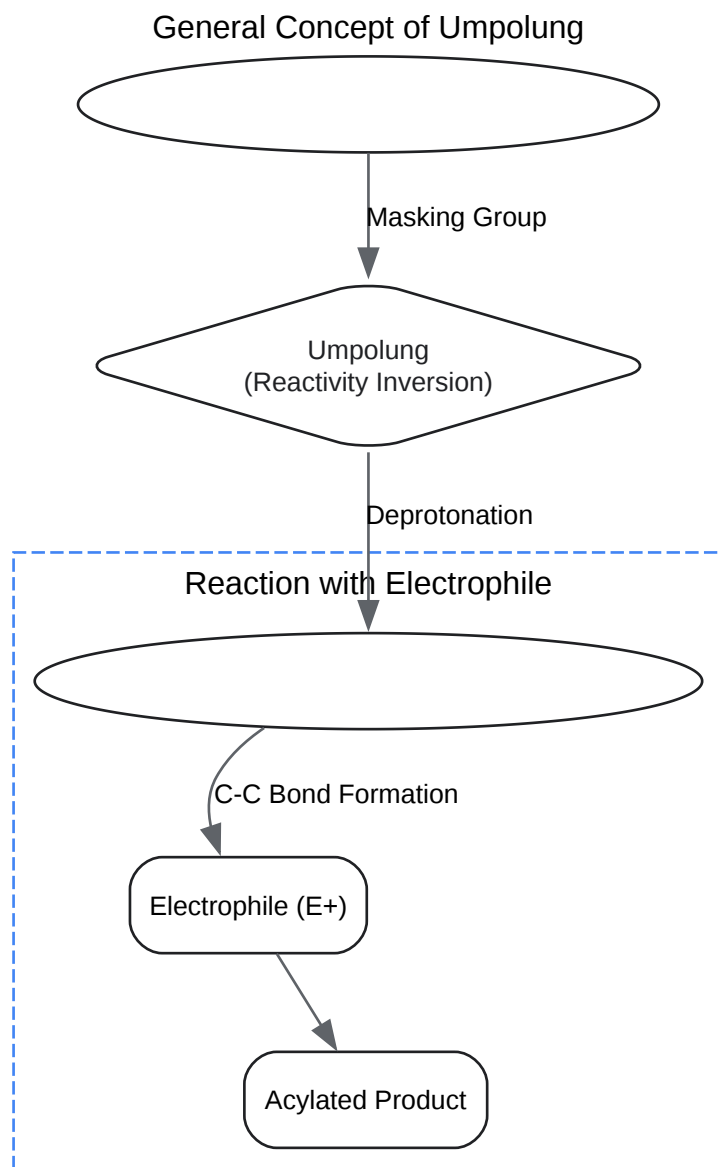 General Concept of Umpolung
Masking Group
Umpolung
(Reactivity Inversion)
Deprotonation
Reaction with Electrophile
C-C Bond Formation
Electrophile (E+)
Acylated Product